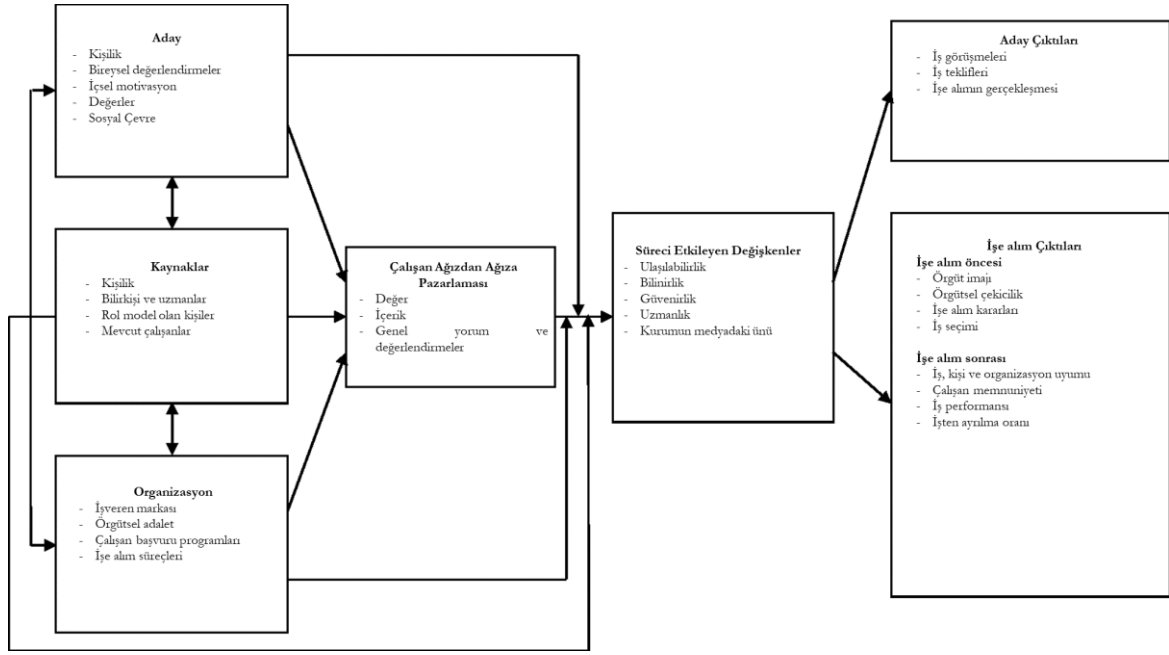 Aday
- Kişilik
- Bireysel değerlendirmeler
- İçsel motivasyon
- Değerler
- Sosyal Çevre
Kaynaklar
- Kişilik
- Bilirkişi ve uzmanlar
- Rol model olan kişiler
- Mevcut çalışanlar
Organizasyon
- İşveren markası
- Örgütsel adalet
- Çalışan başvuru programları
- İşe alım süreçleri
Çalışan Ağızdan Ağıza
Pazarlaması
- Değer
- İçerik
- Genel yorum ve
değerlendirmeler
Süreci Etkileyen Değişkenler
- Ulaşılabilirlik
- Bilinirlik
- Güvenirlik
- Uzmanlık
- Kurumun medyadaki ünü
Aday Çıktıları
- İş görüşmeleri
- İş teklifleri
- İşe alımın gerçekleşmesi
İşe alım Çıktıları
İşe alım öncesi
- Örgüt imajı
- Örgütsel çekicilik
- İşe alım kararları
- İş seçimi
İşe alım sonrası
- İş, kişi ve organizasyon uyumu
- Çalışan memnuniyeti
- İş performansı
- İşten ayrılma oranı